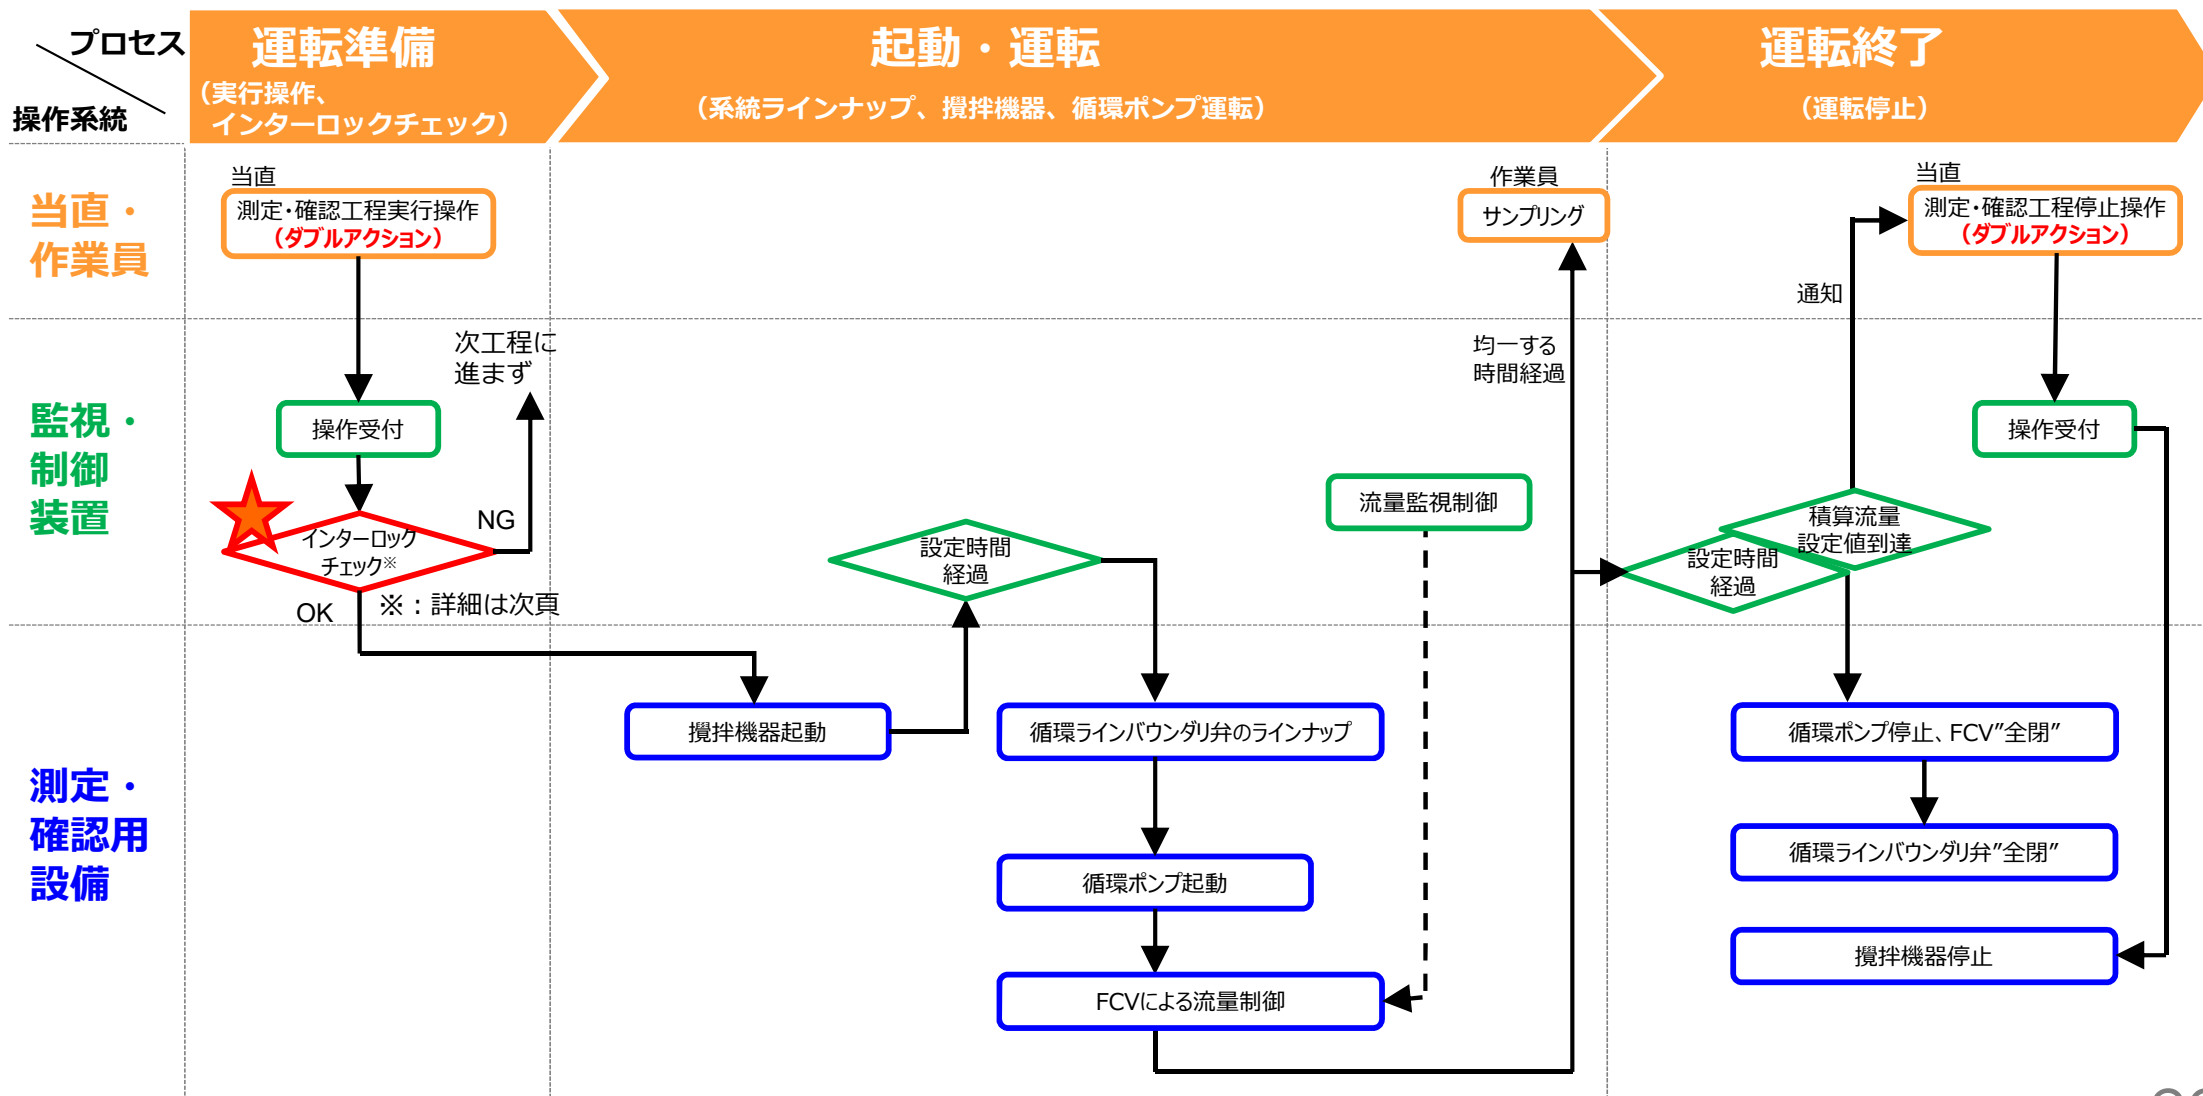 プロセス
操作系統
運転準備
（実行操作、
インターロックチェック）
起動・運転
（系統ラインナップ、攪拌機器、循環ポンプ運転）
運転終了
（運転停止）
当直・
作業員
当直
測定・確認工程実行操作
（ダブルアクション）
作業員
サンプリング
当直
測定・確認工程停止操作
（ダブルアクション）
通知
監視・
制御
装置
次工程に
進まず
操作受付
インターロック
チェック※
NG
OK
※：詳細は次頁
設定時間
経過
流量監視制御
均一する
時間経過
積算流量
設定値到達
設定時間
経過
操作受付
測定・
確認用
設備
攪拌機器起動
循環ラインバウンダリ弁のラインナップ
循環ポンプ起動
FCVによる流量制御
循環ポンプ停止、FCV”全閉”
循環ラインバウンダリ弁”全閉”
攪拌機器停止